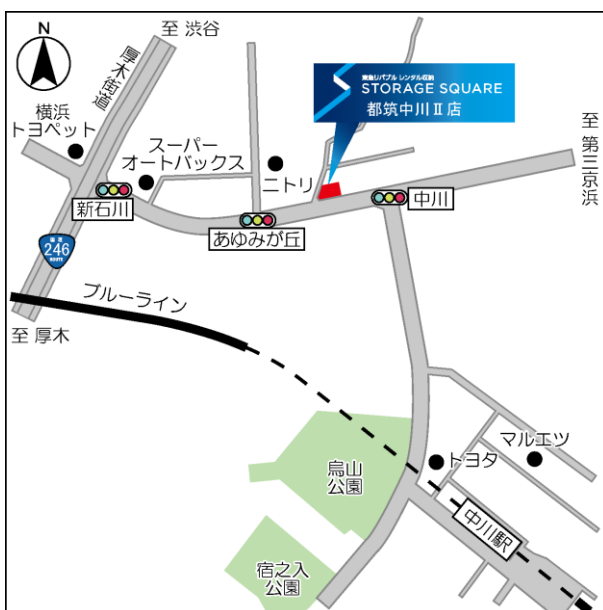 N
至 渋谷
厚木街道
東急リバブル レンタル収納
STORAGE SQUARE
都筑中川Ⅱ店
至 第三京浜
横浜
トヨペット
スーパー
オートバックス
ニトリ
新石川
あゆみが丘
中川
国道
246
ROUTE
ブルーライン
至 厚木
烏山
公園
トヨタ
マルエツ
中川駅
宿之入
公園